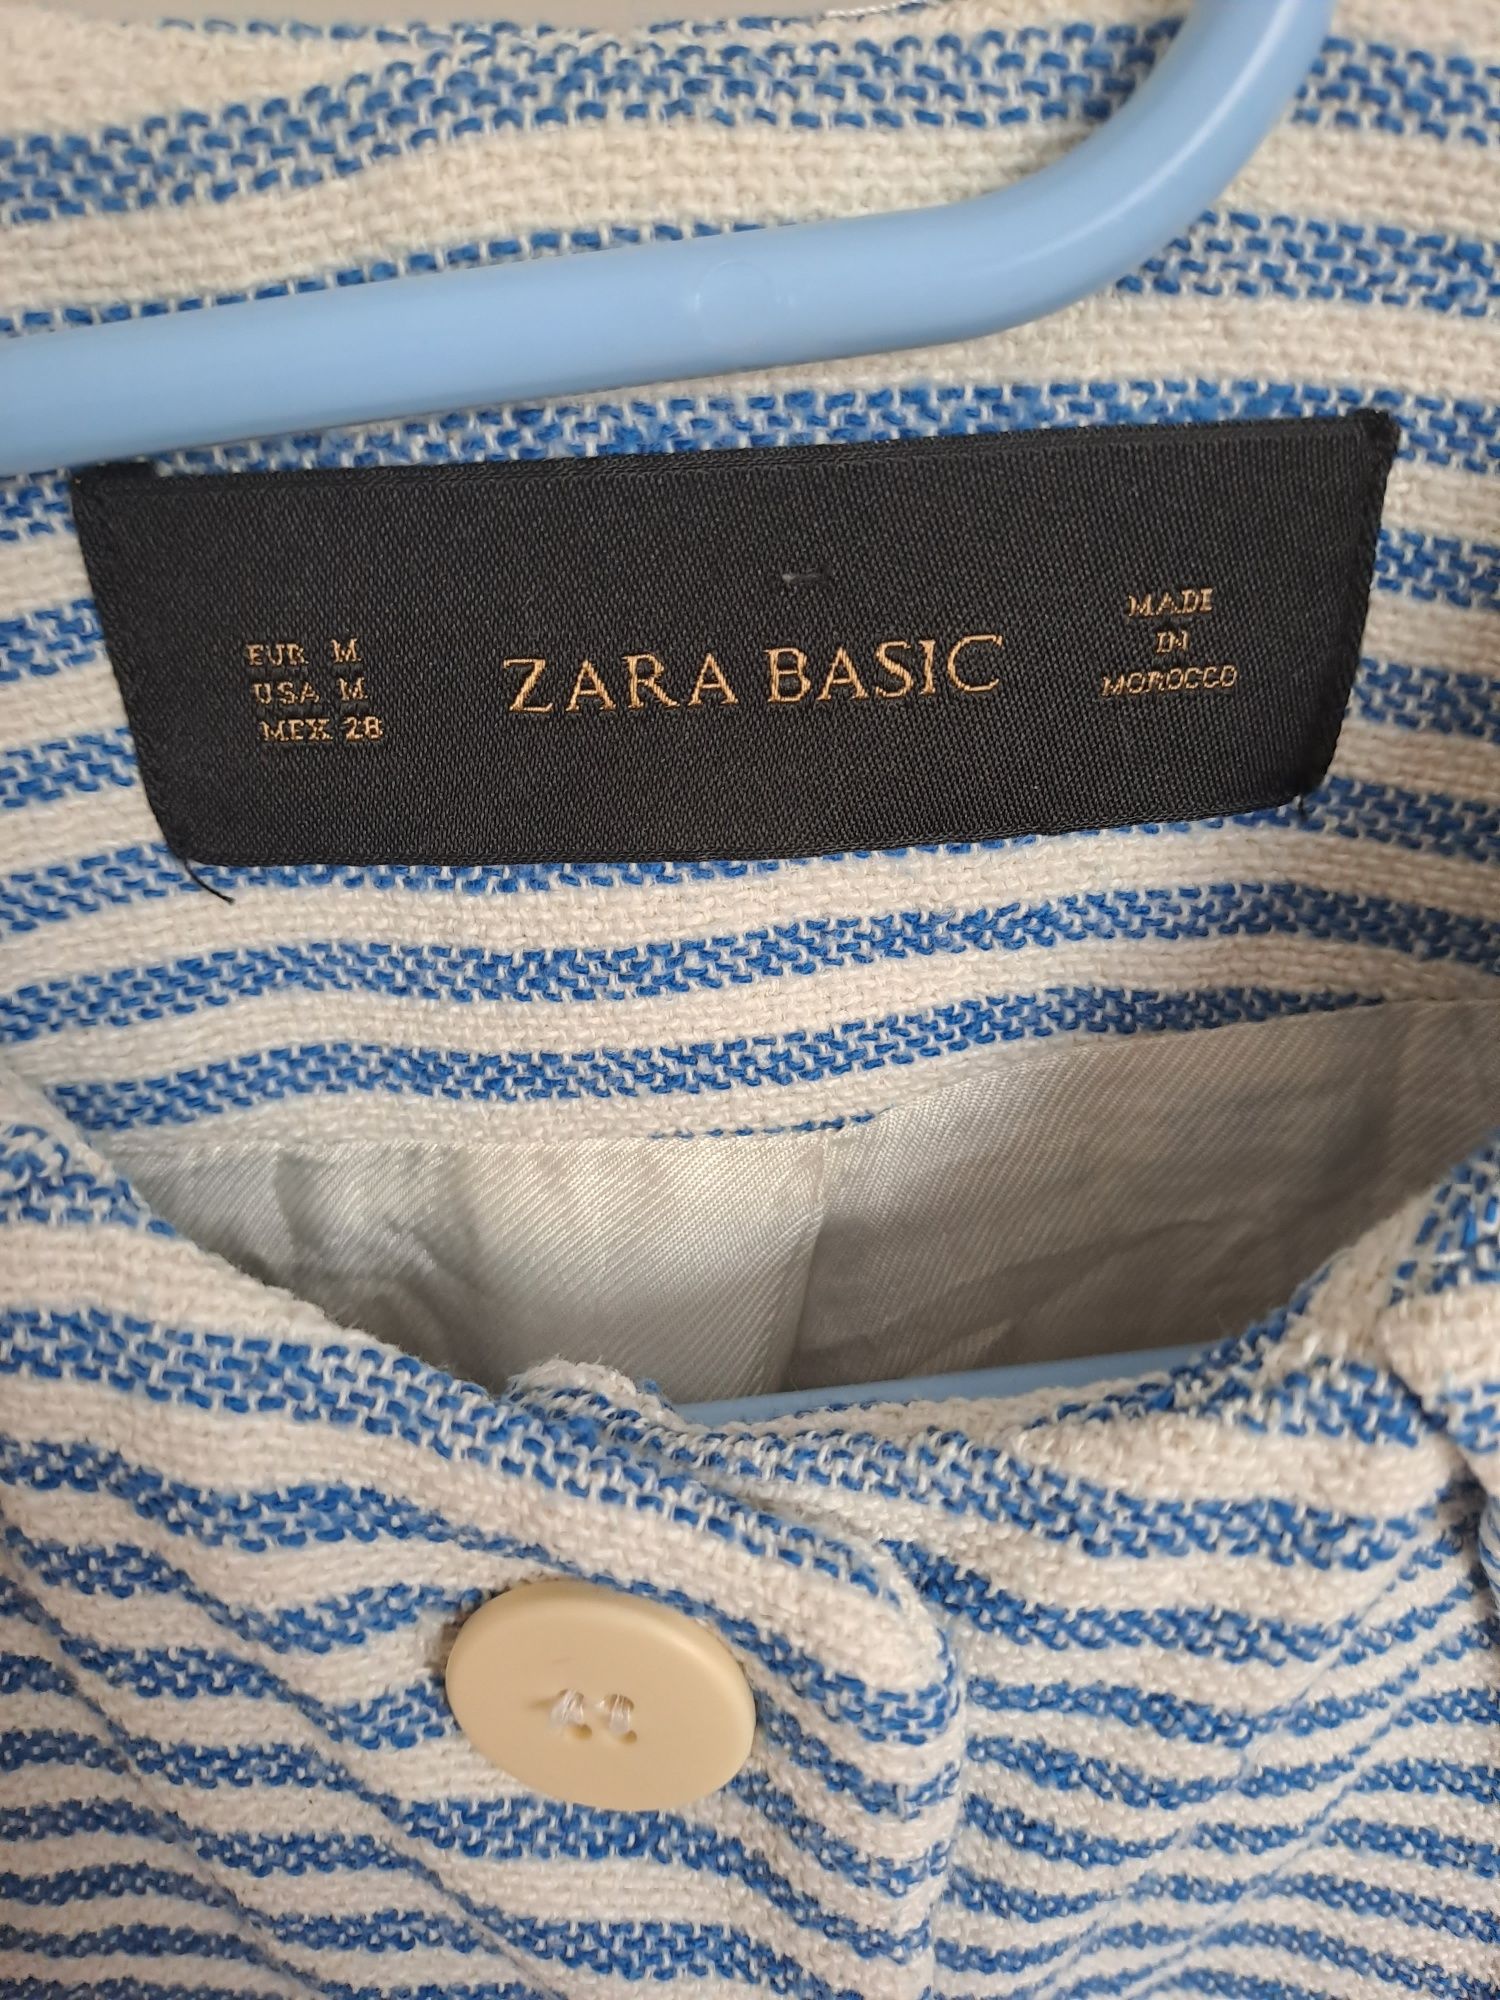 EUR M
USA M
MEX 28
ZARA BASIC
MADE
IN
MOROCCO